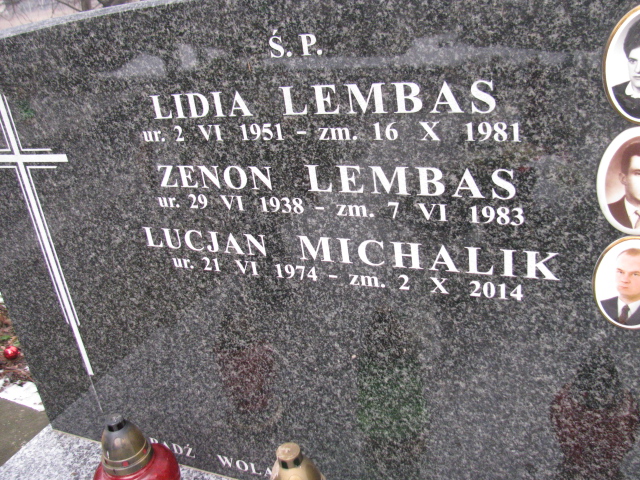 Ś. P.
LIDIA LEMBAS
ur. 2 VI 1951 - zm. 16 X 1981
ZENON LEMBAS
ur. 29 VI 1938 - zm. 7 VI 1983
LUCJAN MICHALIK
ur. 21 VI 1974 - zm. 2 X 2014